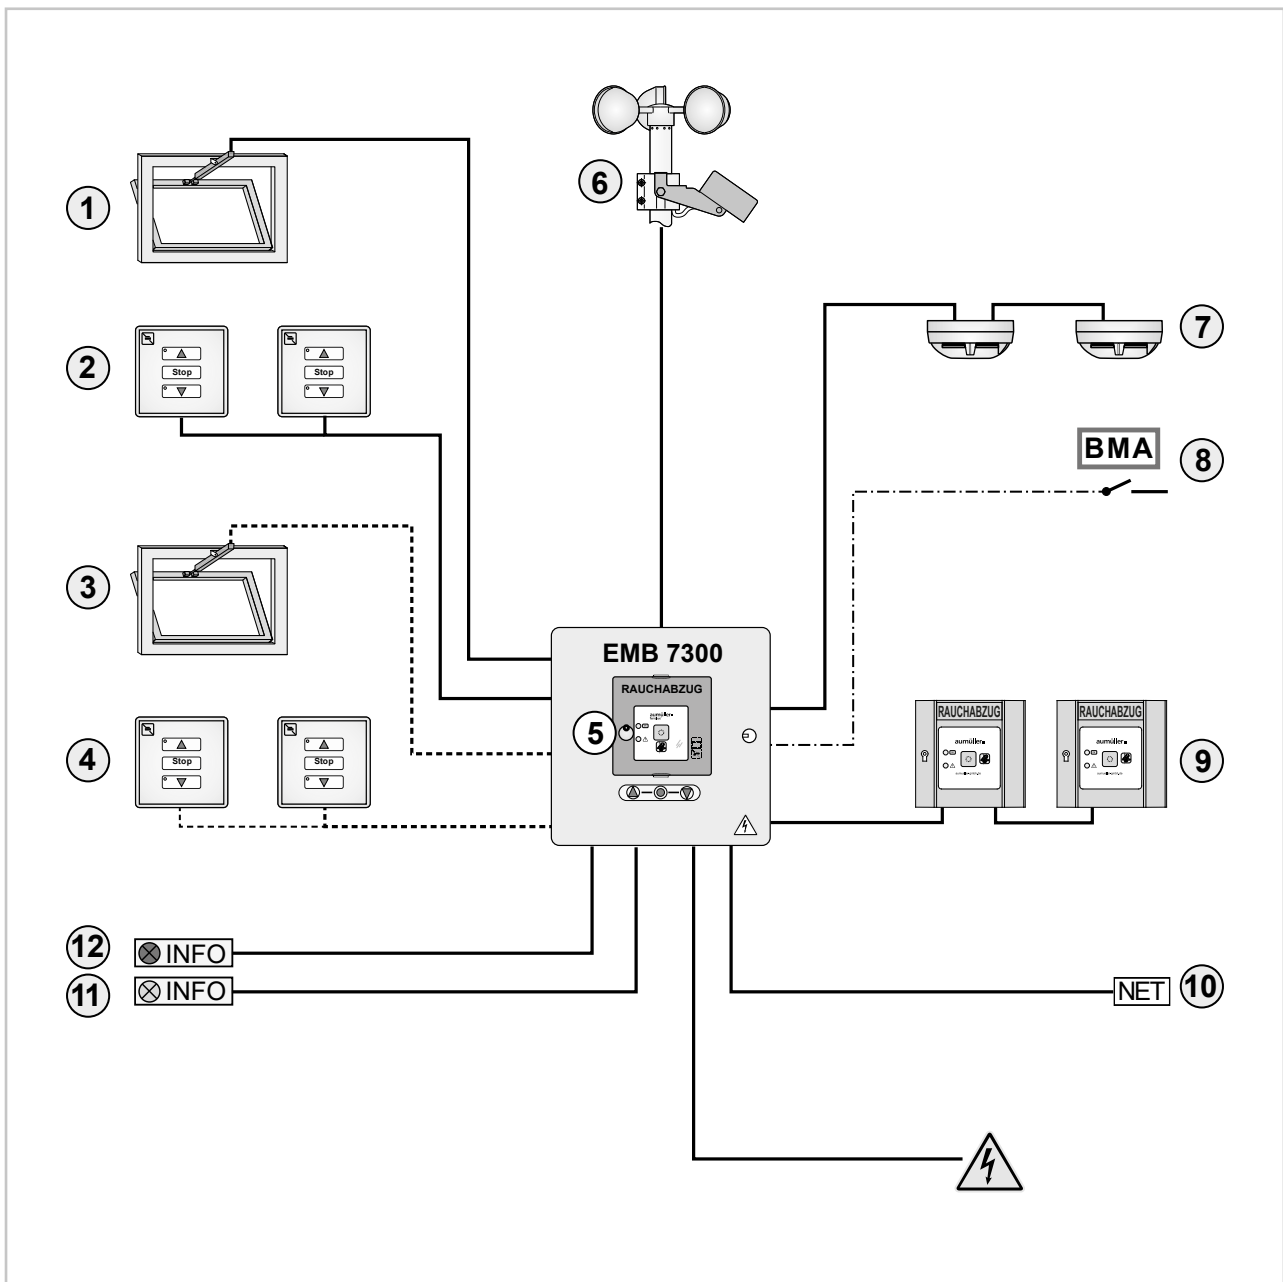 6
1
7
2
Stop
Stop
BMA
8
3
EMB 7300
RAUCHABZUG
5
aumüller
4
Stop
Stop
RAUCHABZUG
RAUCHABZUG
aumüller
aumüller
9
12
INFO
11
INFO
NET
10